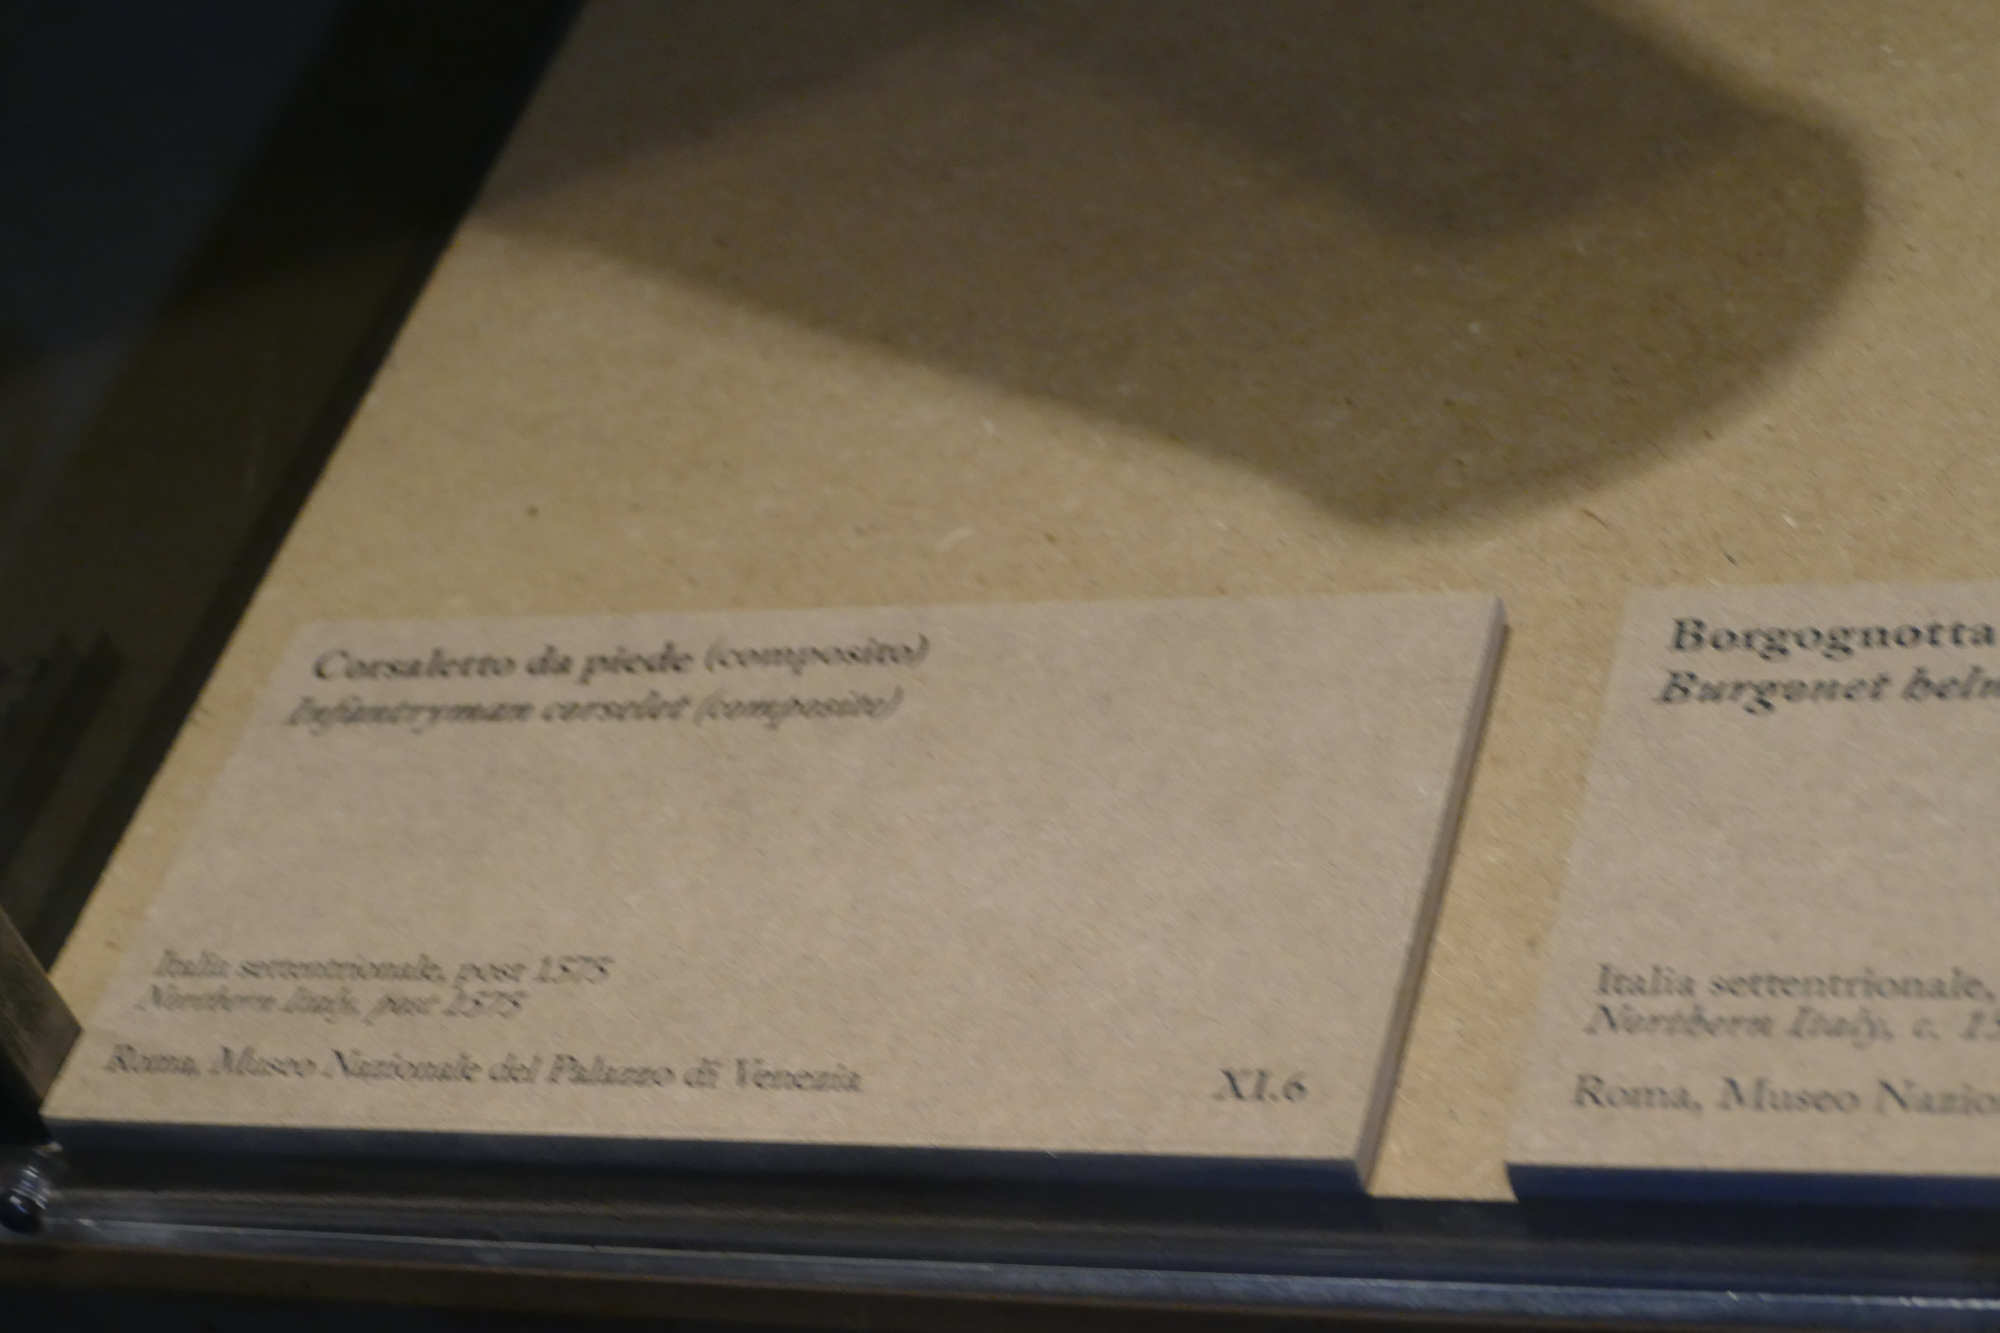 Corsaletto da piede (composito)
Infantryman corselet (composite)
Italia settentrionale, post 1575
Northern Italy, post 1575
Roma, Museo Nazionale del Palazzo di Venezia
XI.6
Borgognotta
Burgonet
Italia settentrionale,
Northern Italy, c.
Roma, Museo